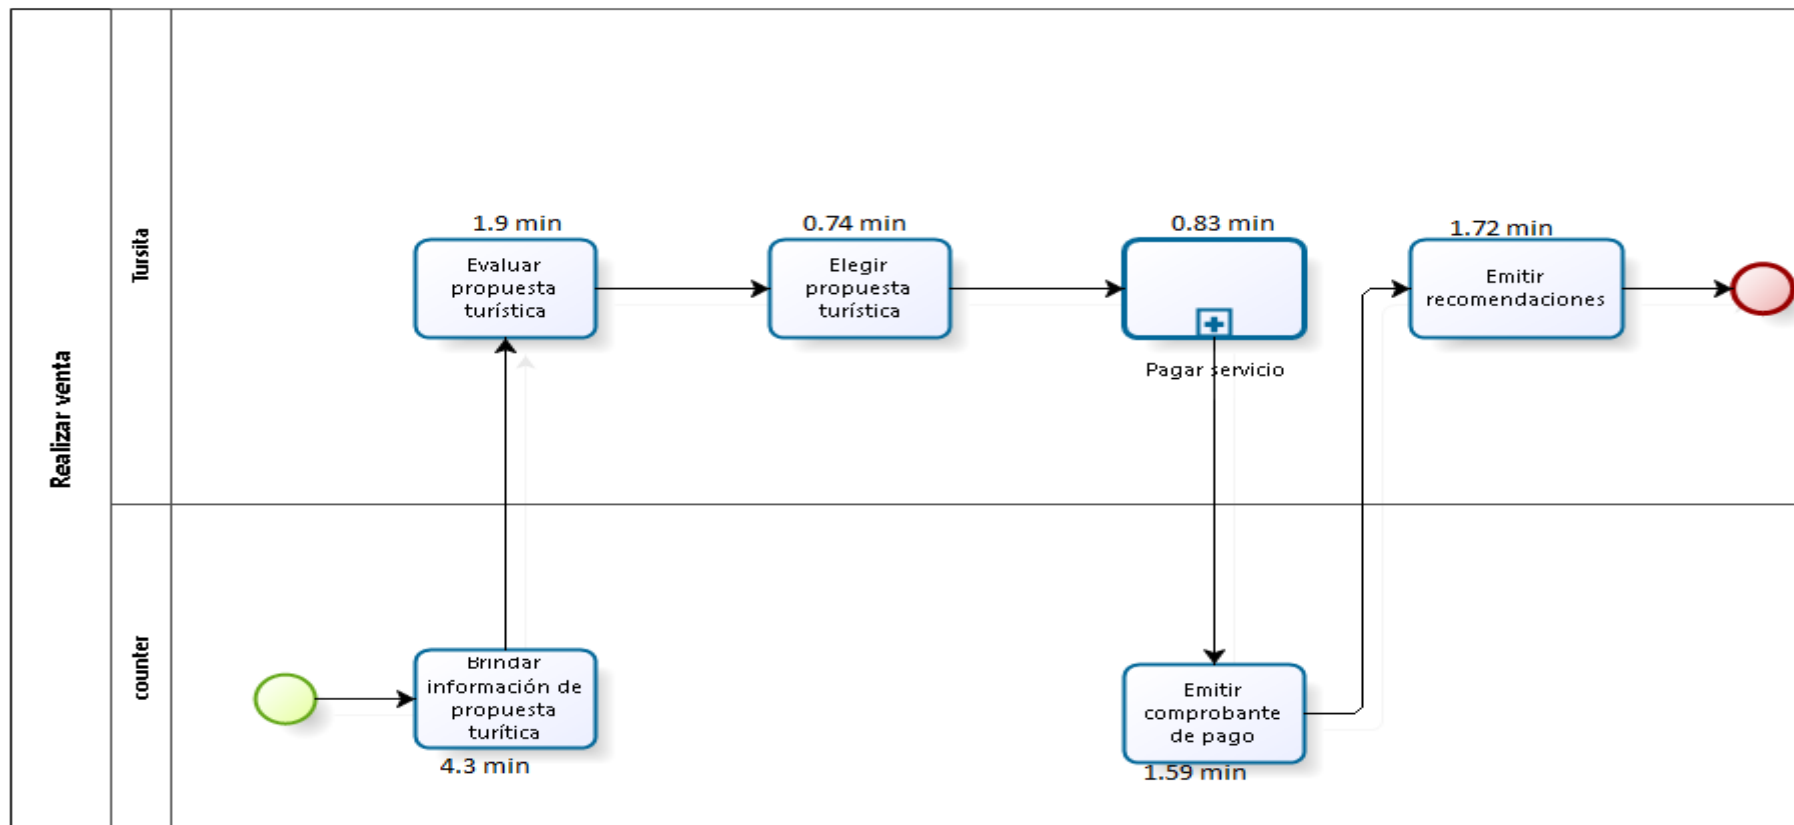 Realizar venta
Tursita
1.9 min
Evaluar
propuesta
turística
0.74 min
Elegir
propuesta
turística
0.83 min
Pagar servicio
1.72 min
Emitir
recomendaciones
counter
Brindar
información de
propuesta
turítica
4.3 min
Emitir
comprobante
de pago
1.59 min